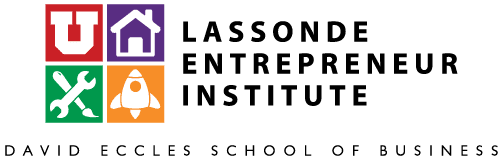 U
LASSONDE
ENTREPRENEUR
INSTITUTE
DAVID ECCLES SCHOOL OF BUSINESS